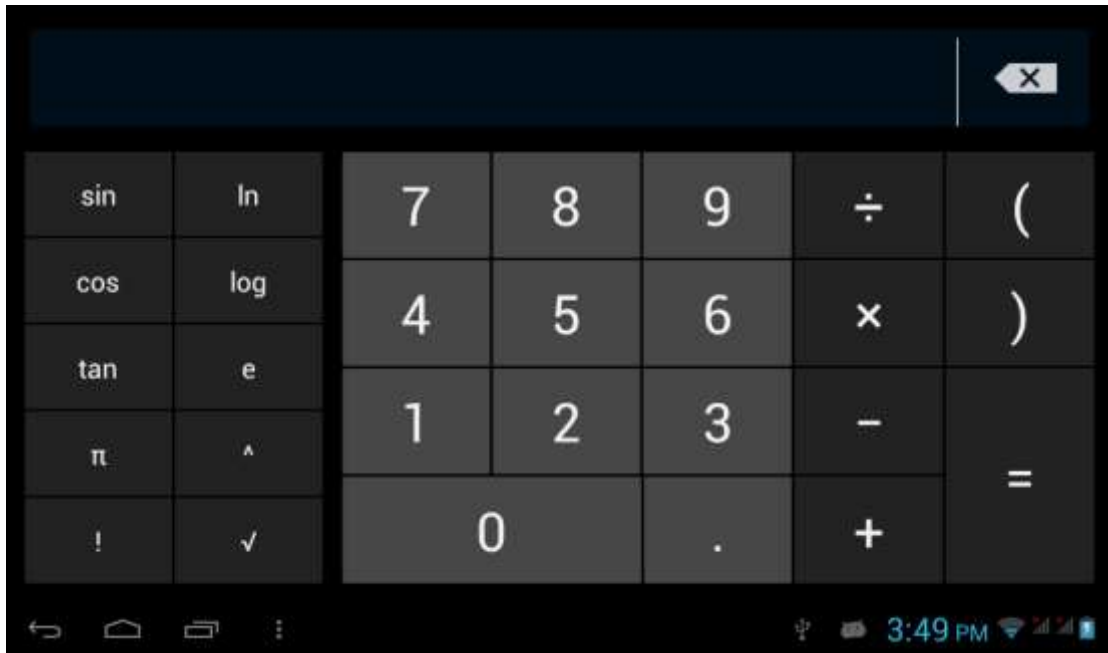 sin ln 7 8 9 ÷ (
cos log 4 5 6 × )
tan e 1 2 3 −
π ^ =
! √ 0 . +
3:49 PM